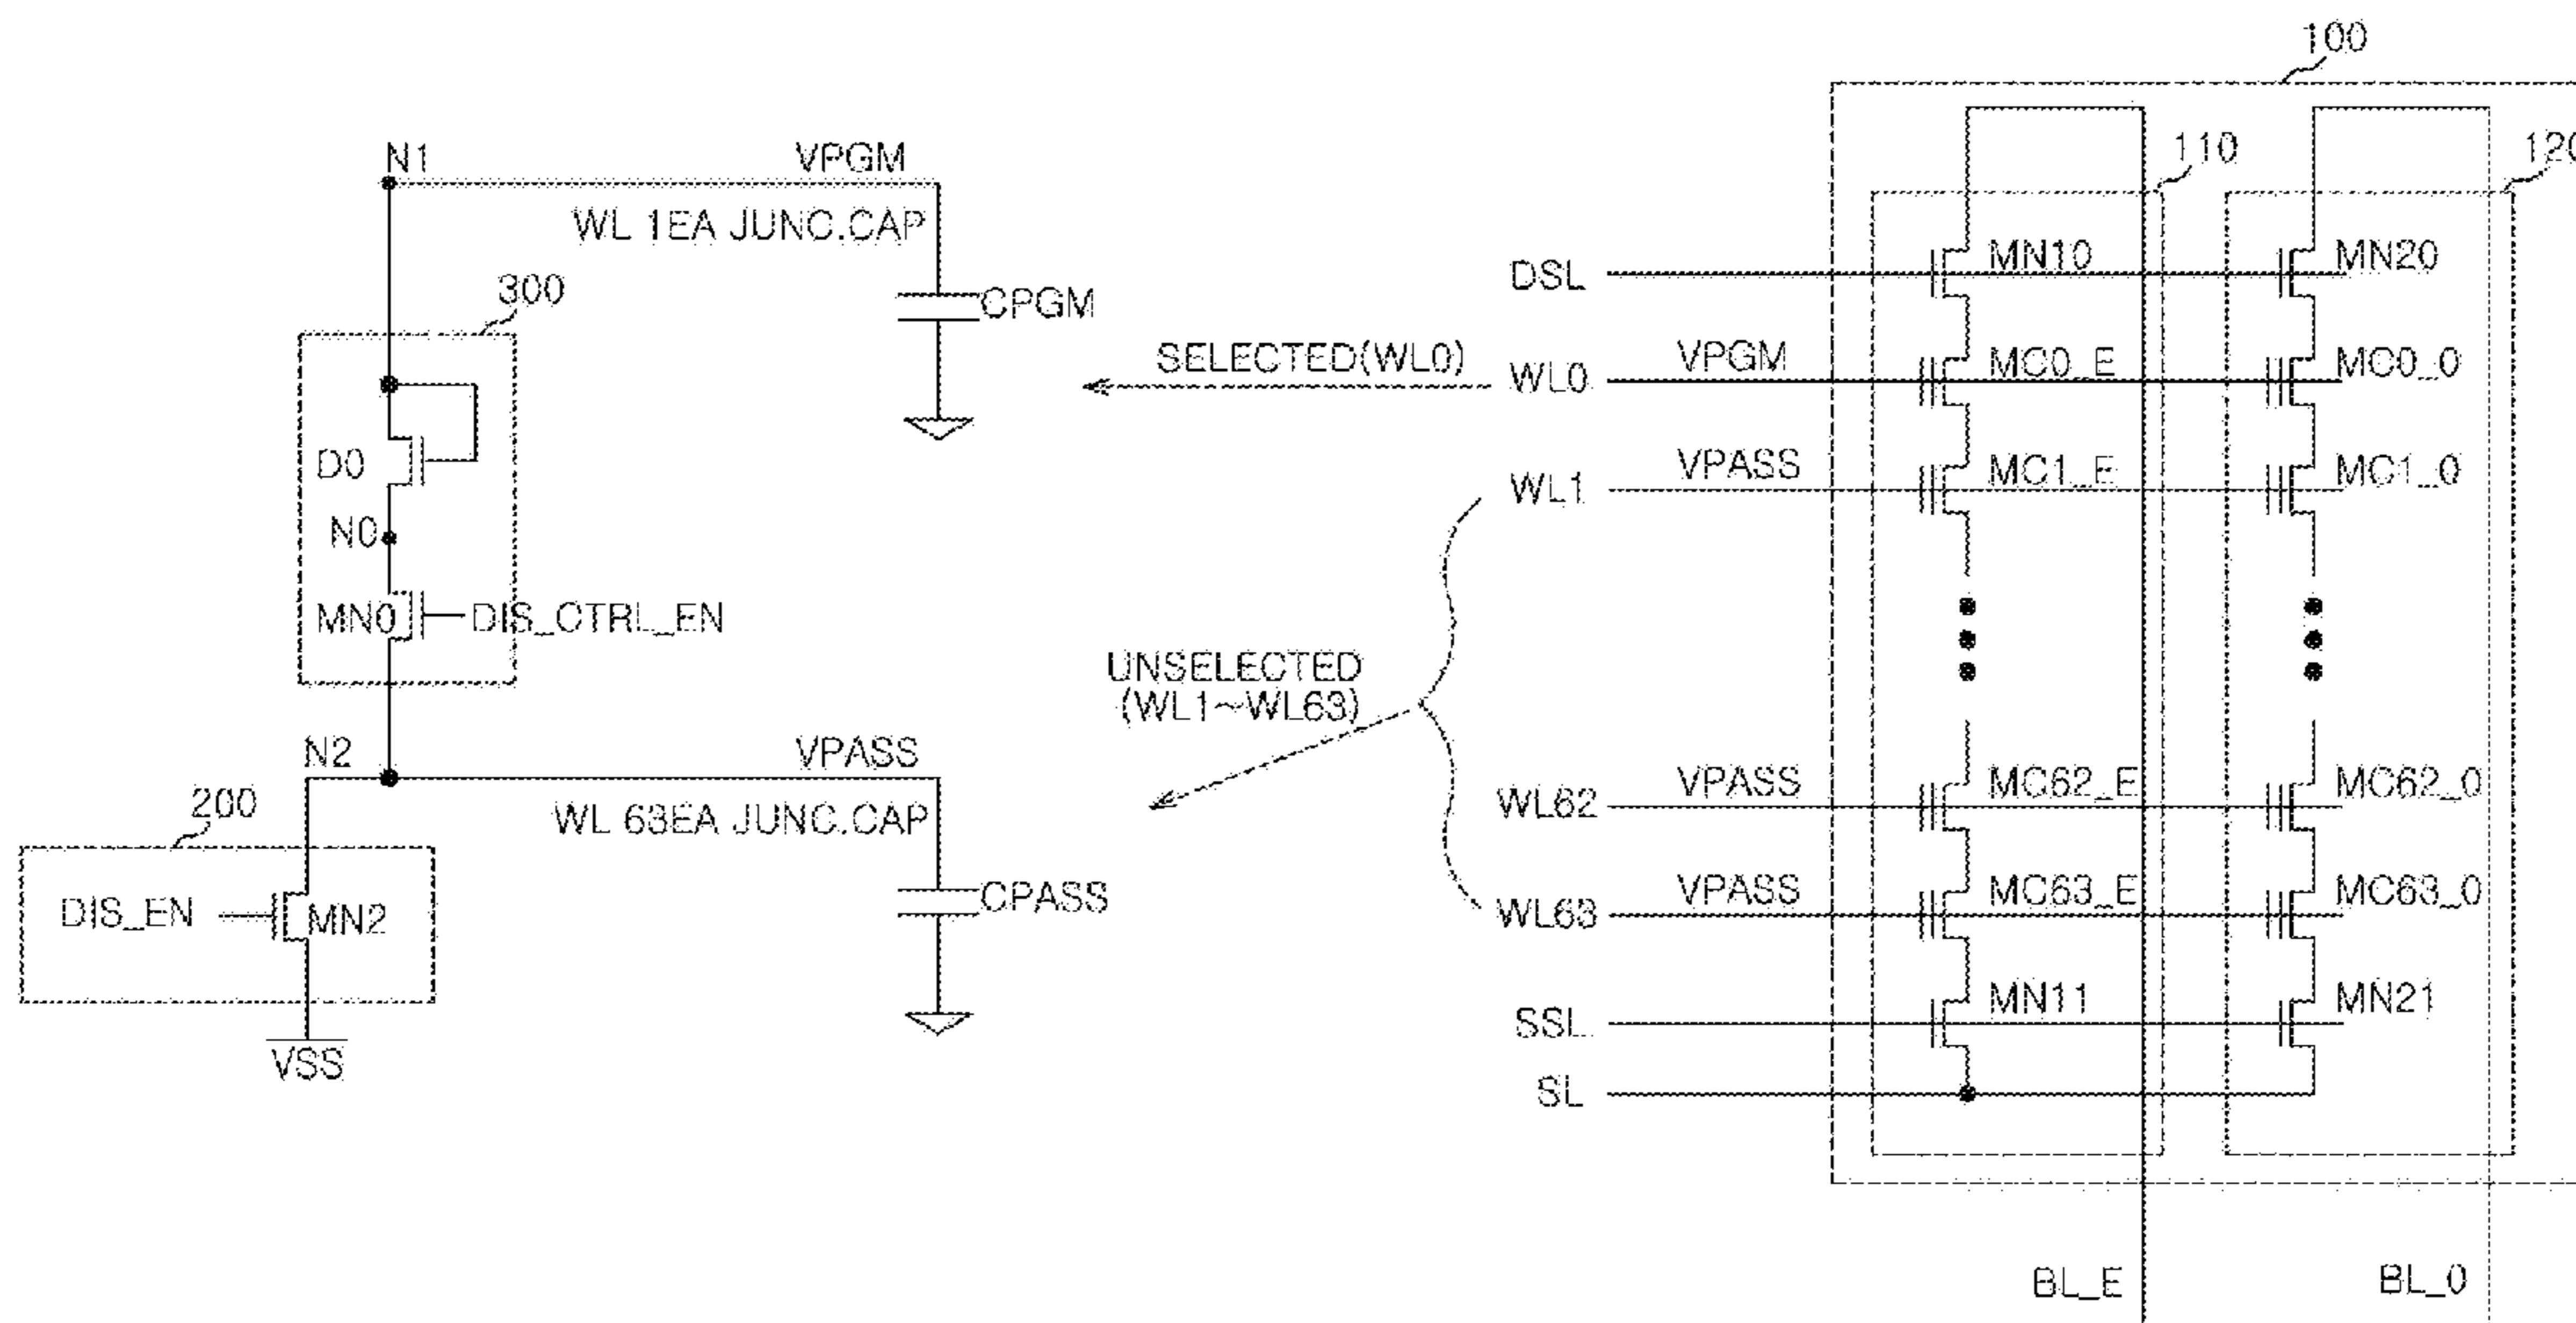 100
N1
VPGM
110
120
WL 1EA JUNC.CAP
MN10
MN20
DSL
300
CPGM
SELECTED(WL0)
WL0
VPGM
MC0_E
MC0_0
D0
WL1
VPASS
MC1_E
MC1_0
N0
MN0
DIS_CTRL_EN
UNSELECTED
(WL1~WL63)
N2
VPASS
WL62
VPASS
MC62_E
MC62_0
200
WL 63EA JUNC.CAP
DIS_EN
MN2
CPASS
WL63
VPASS
MC63_E
MC63_0
SSL
MN11
MN21
VSS
SL
BL_E
BL_0